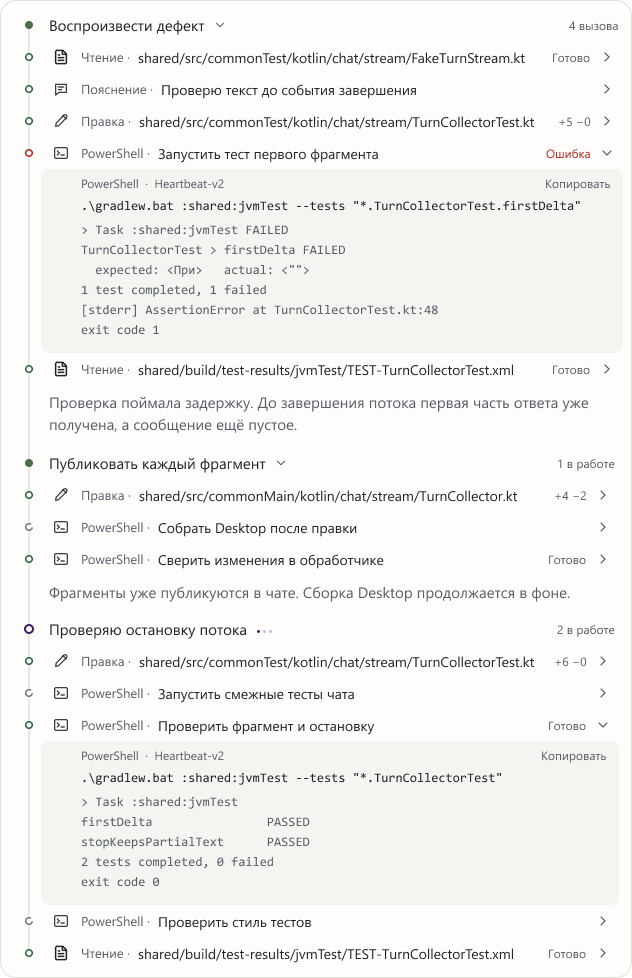 Воспроизвести дефект 4 вызова
Чтение · shared/src/commonTest/kotlin/chat/stream/FakeTurnStream.kt Готово
Пояснение · Проверю текст до события завершения
Правка · shared/src/commonTest/kotlin/chat/stream/TurnCollectorTest.kt +5 −0
PowerShell · Запустить тест первого фрагмента Ошибка
PowerShell · Heartbeat-v2 Копировать
.\gradlew.bat :shared:jvmTest --tests "*.TurnCollectorTest.firstDelta"
> Task :shared:jvmTest FAILED
TurnCollectorTest > firstDelta FAILED
expected: <При> actual: <"">
1 test completed, 1 failed
[stderr] AssertionError at TurnCollectorTest.kt:48
exit code 1
Чтение · shared/build/test-results/jvmTest/TEST-TurnCollectorTest.xml Готово
Проверка поймала задержку. До завершения потока первая часть ответа уже
получена, а сообщение ещё пустое.
Публиковать каждый фрагмент 1 в работе
Правка · shared/src/commonMain/kotlin/chat/stream/TurnCollector.kt +4 −2
PowerShell · Собрать Desktop после правки
PowerShell · Сверить изменения в обработчике Готово
Фрагменты уже публикуются в чате. Сборка Desktop продолжается в фоне.
Проверяю остановку потока 2 в работе
Правка · shared/src/commonTest/kotlin/chat/stream/TurnCollectorTest.kt +6 −0
PowerShell · Запустить смежные тесты чата
PowerShell · Проверить фрагмент и остановку Готово
PowerShell · Heartbeat-v2 Копировать
.\gradlew.bat :shared:jvmTest --tests "*.TurnCollectorTest"
> Task :shared:jvmTest
firstDelta PASSED
stopKeepsPartialText PASSED
2 tests completed, 0 failed
exit code 0
PowerShell · Проверить стиль тестов
Чтение · shared/build/test-results/jvmTest/TEST-TurnCollectorTest.xml Готово